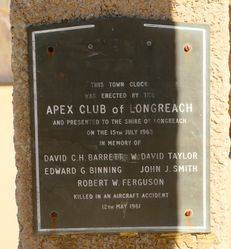 THIS TOWN CLOCK
WAS ERECTED BY THE
APEX CLUB of LONGREACH
AND PRESENTED TO THE SHIRE OF LONGREACH
ON THE 15TH JULY 1965
IN MEMORY OF
DAVID C.H. BARRETT W. DAVID TAYLOR
EDWARD G. BINNING JOHN J. SMITH
ROBERT W. FERGUSON
KILLED IN AN AIRCRAFT ACCIDENT
12TH MAY 1961